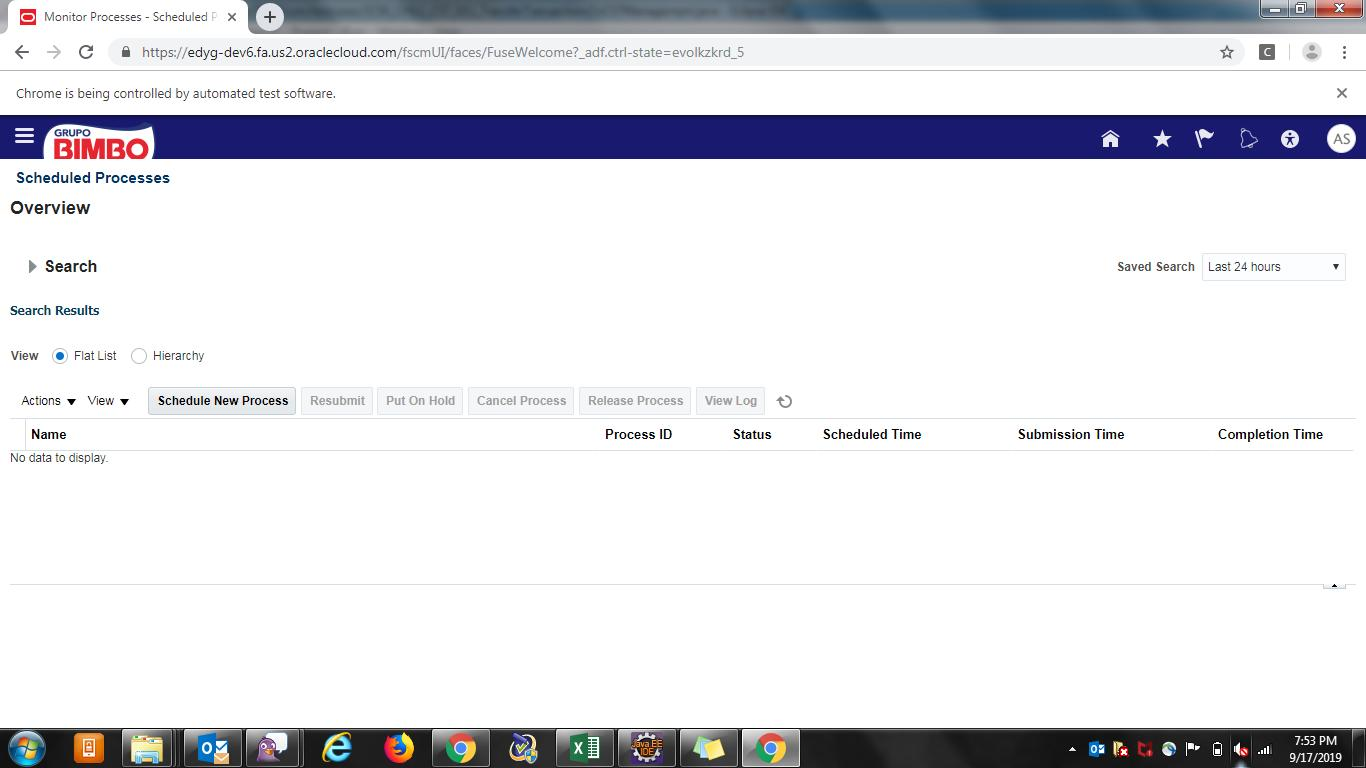 Monitor Processes - Scheduled P
https://edyg-dev6.fa.us2.oraclecloud.com/fscmUI/faces/FuseWelcome?_adf.ctrl-state=evolkzkrd_5
C
Chrome is being controlled by automated test software.
GRUPO
BIMBO
AS
Scheduled Processes
Overview
Search
Saved Search Last 24 hours
Search Results
View Flat List Hierarchy
Actions View Schedule New Process Resubmit Put On Hold Cancel Process Release Process View Log
Name Process ID Status Scheduled Time Submission Time Completion Time
No data to display.
Java EE
IDE
7:53 PM
9/17/2019